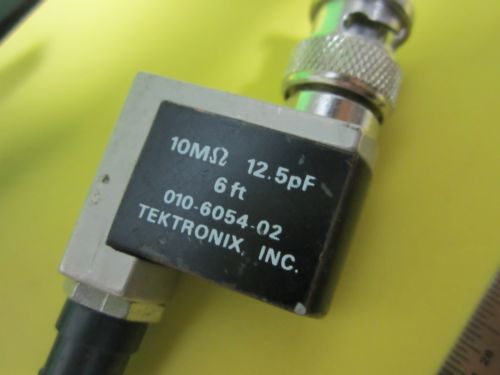 10MΩ 12.5pF
6 ft
010-6054-02
TEKTRONIX, INC.